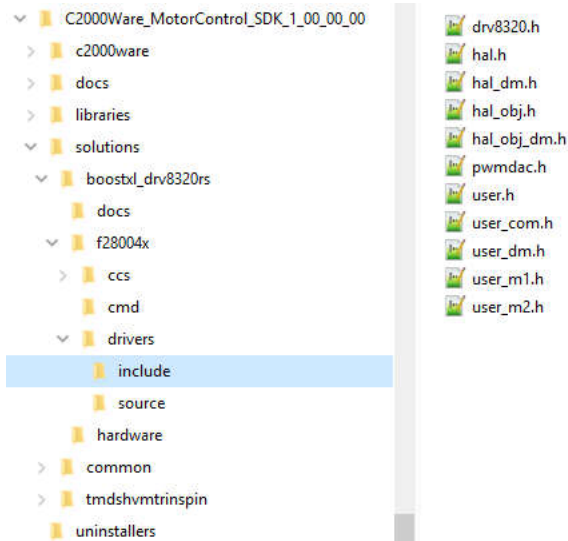 C2000Ware_MotorControl_SDK_1_00_00_00
c2000ware
docs
libraries
solutions
boostxl_drv8320rs
docs
f28004x
ccs
cmd
drivers
include
source
hardware
common
tmdshvmtrinspin
uninstallers
drv8320.h
hal.h
hal_dm.h
hal_obj.h
hal_obj_dm.h
pwmdac.h
user.h
user_com.h
user_dm.h
user_m1.h
user_m2.h